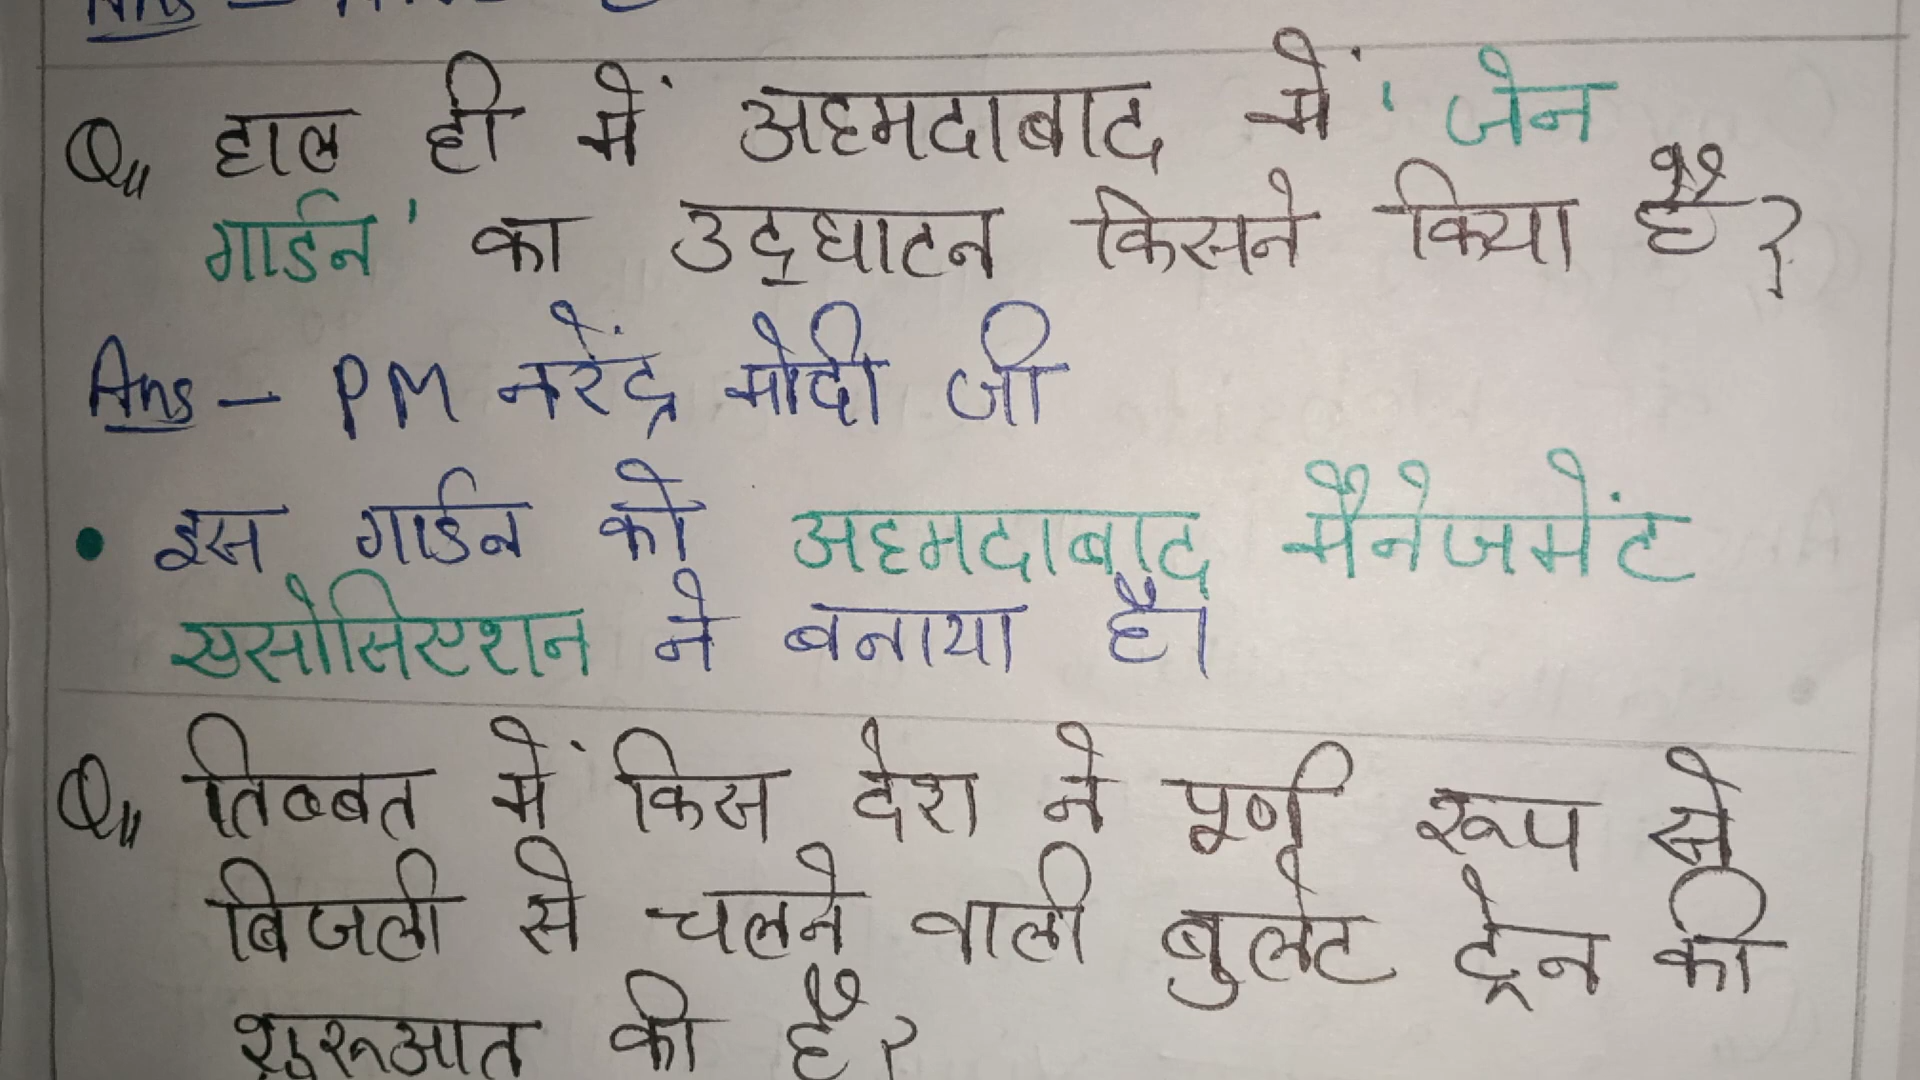 Q,, हाल ही में अहमदाबाद में 'जेन
गार्डन' का उद्घाटन किसने किया है?
Ans - PM नरेंद्र मोदी जी
• इस गार्डन को अहमदाबाद मैनेजमेंट
एसोसिएशन ने बनाया है।
Q,, तिब्बत में किस देश ने पूर्ण रूप से
बिजली से चलने वाली बुलेट ट्रेन की
शुरूआत की है?